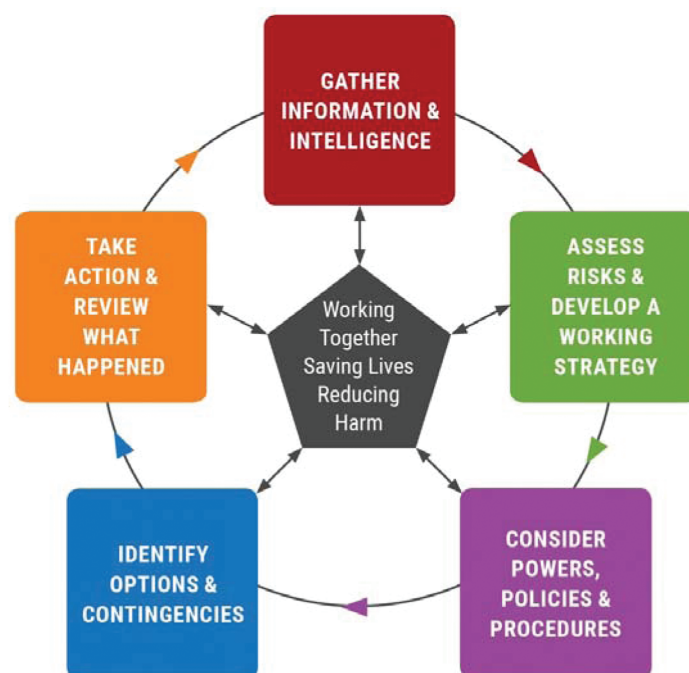 GATHER
INFORMATION &
INTELLIGENCE
ASSESS
RISKS &
DEVELOP A
WORKING
STRATEGY
CONSIDER
POWERS,
POLICIES &
PROCEDURES
IDENTIFY
OPTIONS &
CONTINGENCIES
TAKE
ACTION &
REVIEW
WHAT
HAPPENED
Working
Together
Saving Lives
Reducing
Harm